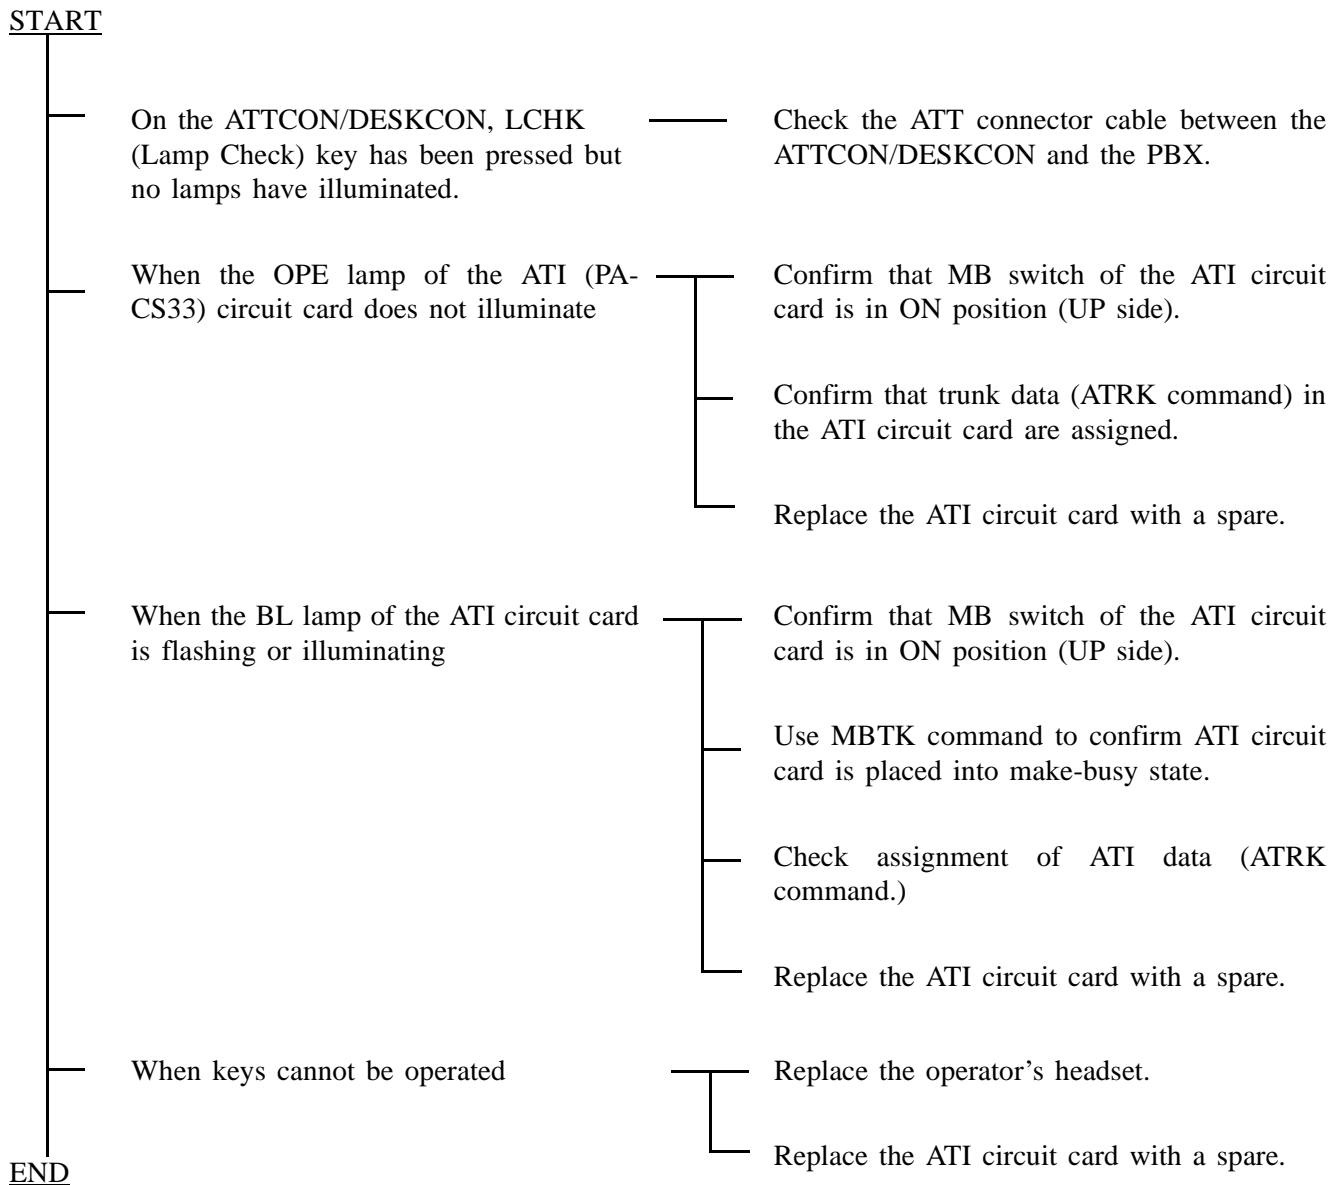 START
On the ATTCON/DESKCON, LCHK
(Lamp Check) key has been pressed but
no lamps have illuminated.
Check the ATT connector cable between the
ATTCON/DESKCON and the PBX.
When the OPE lamp of the ATI (PA-
CS33) circuit card does not illuminate
Confirm that MB switch of the ATI circuit
card is in ON position (UP side).
Confirm that trunk data (ATRK command) in
the ATI circuit card are assigned.
Replace the ATI circuit card with a spare.
When the BL lamp of the ATI circuit card
is flashing or illuminating
Confirm that MB switch of the ATI circuit
card is in ON position (UP side).
Use MBTK command to confirm ATI circuit
card is placed into make-busy state.
Check assignment of ATI data (ATRK
command.)
Replace the ATI circuit card with a spare.
When keys cannot be operated
Replace the operator’s headset.
Replace the ATI circuit card with a spare.
END